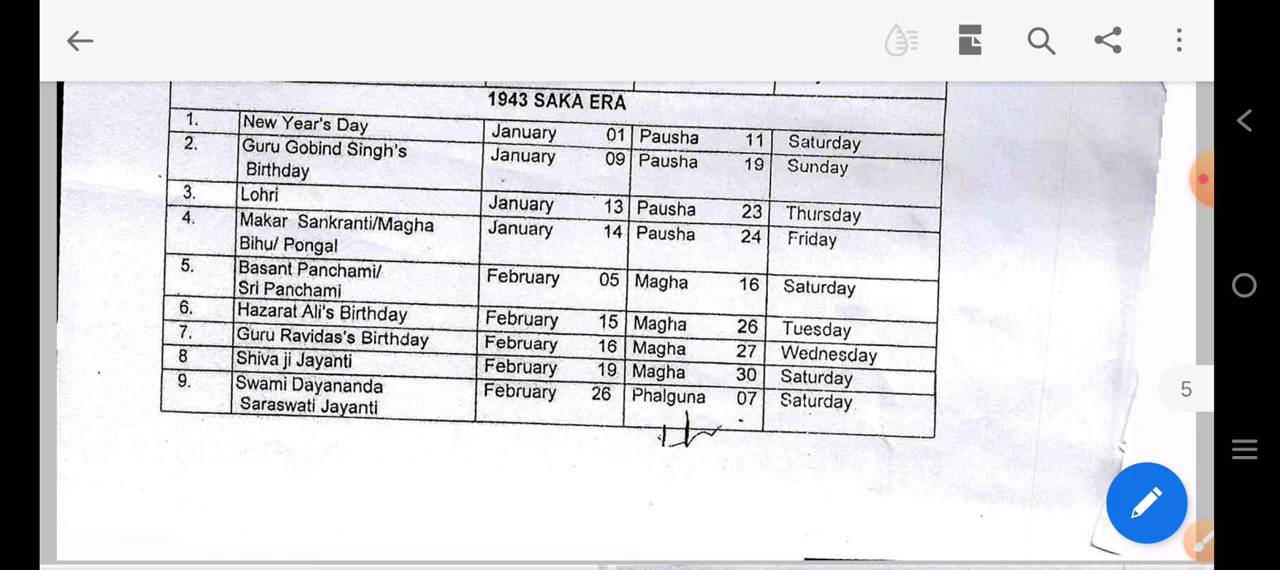 1943 SAKA ERA
1. New Year's Day January 01 Pausha 11 Saturday
2. Guru Gobind Singh's January 09 Pausha 19 Sunday
Birthday
3. Lohri January 13 Pausha 23 Thursday
4. Makar Sankranti/Magha January 14 Pausha 24 Friday
Bihu/ Pongal
5. Basant Panchami/ February 05 Magha 16 Saturday
Sri Panchami
6. Hazarat Ali's Birthday February 15 Magha 26 Tuesday
7. Guru Ravidas's Birthday February 16 Magha 27 Wednesday
8 Shiva ji Jayanti February 19 Magha 30 Saturday
9. Swami Dayananda February 26 Phalguna 07 Saturday
Saraswati Jayanti
5